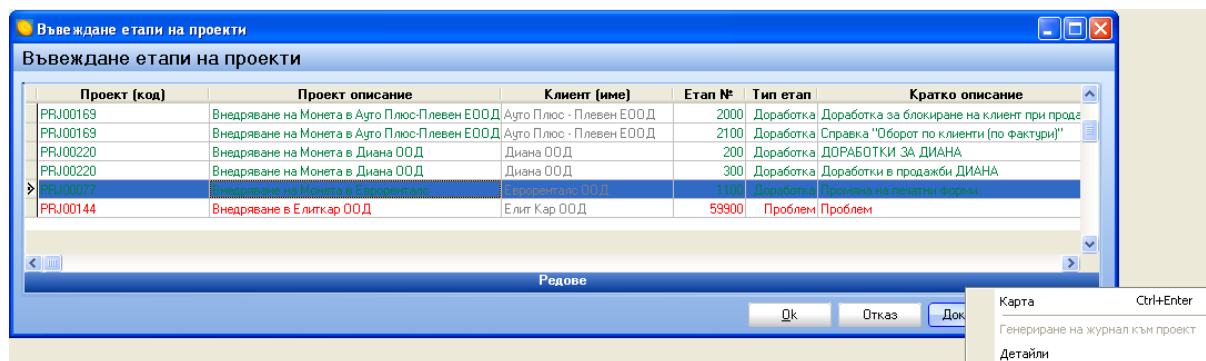 Въвеждане етапи на проекти
Въвеждане етапи на проекти
Проект (код) Проект описание Клиент (име) Етап № Тип етап Кратко описание
PRJ00169 Внедряване на Монета в Ауто Плюс-Плевен ЕООД Ауто Плюс - Плевен ЕООД 2000 Доработка Доработка за блокиране на клиент при прода
PRJ00169 Внедряване на Монета в Ауто Плюс-Плевен ЕООД Ауто Плюс - Плевен ЕООД 2100 Доработка Справка "Оборот по клиенти (по фактури)"
PRJ00220 Внедряване на Монета в Диана ООД Диана ООД 200 Доработка ДОРАБОТКИ ЗА ДИАНА
PRJ00220 Внедряване на Монета в Диана ООД Диана ООД 300 Доработка Доработки в продажби ДИАНА
PRJ00077 Внедряване на Монета в Евроренталс Евроренталс ООД 1100 Доработка Промяна на печатни форми
PRJ00144 Внедряване в Елиткар ООД Елит Кар ООД 59900 Проблем Проблем
Редове
Ok Отказ Док
Карта Ctrl+Enter
Генериране на журнал към проект
Детайли